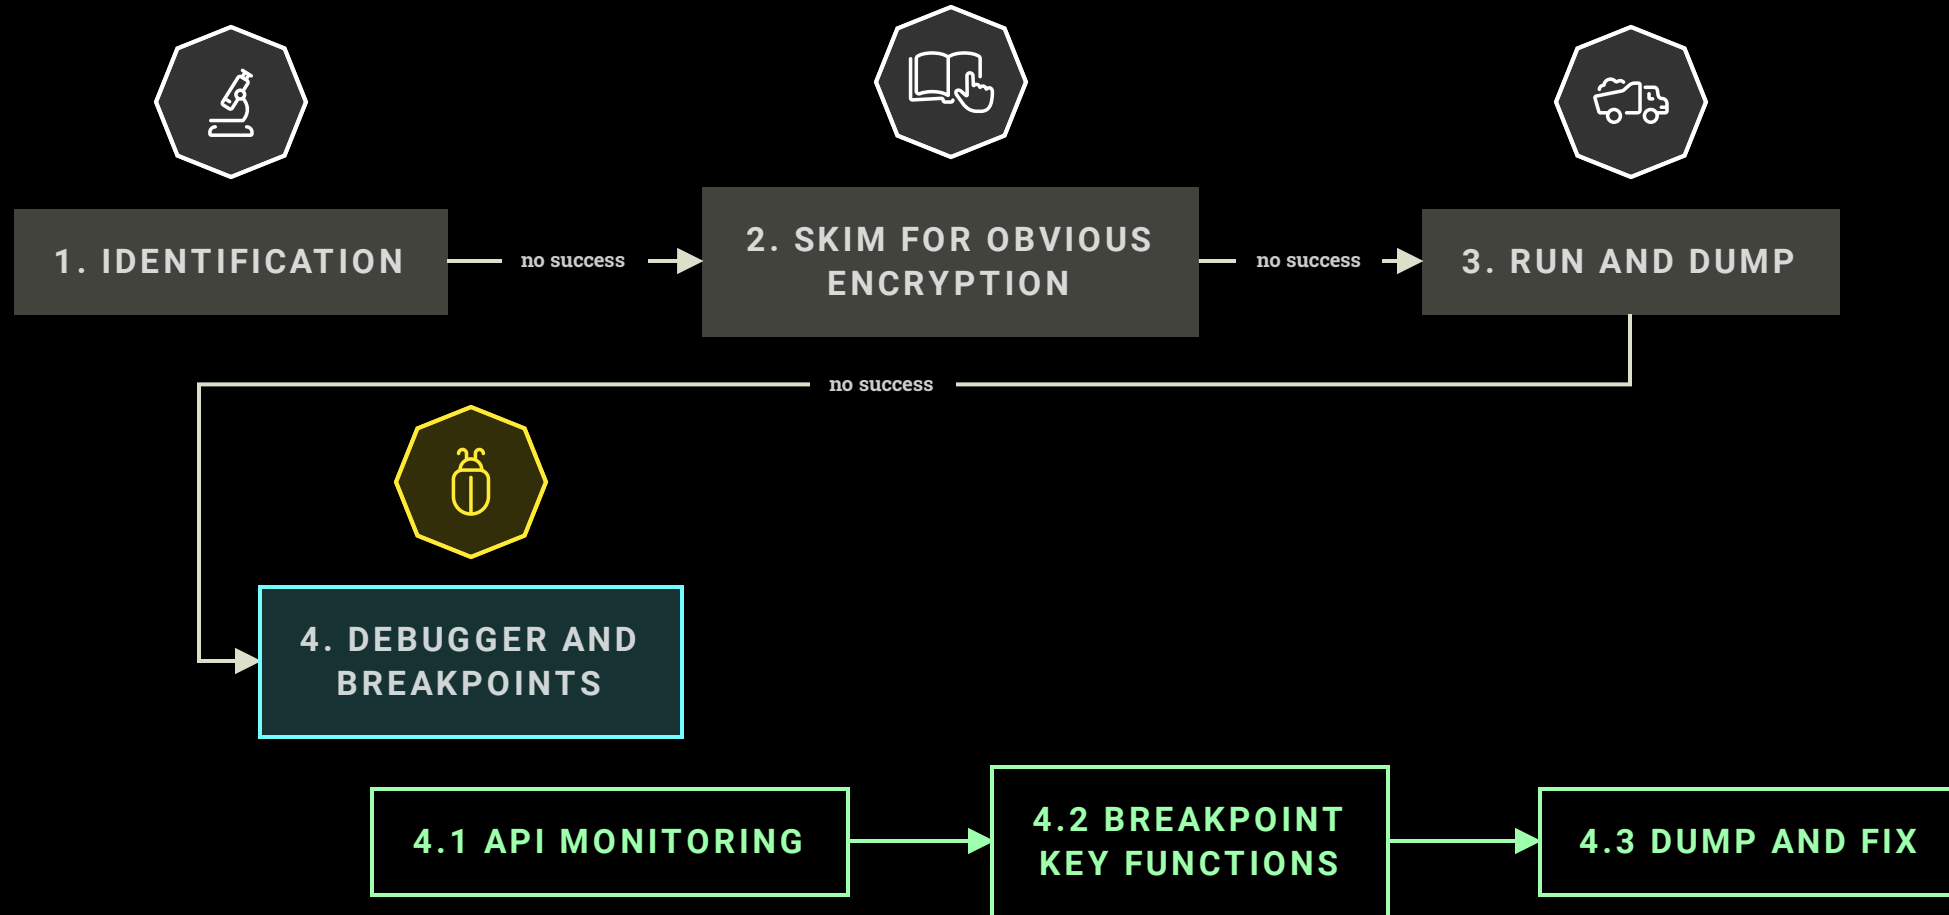 1. IDENTIFICATION
no success
2. SKIM FOR OBVIOUS
ENCRYPTION
no success
3. RUN AND DUMP
no success
4. DEBUGGER AND
BREAKPOINTS
4.1 API MONITORING
4.2 BREAKPOINT
KEY FUNCTIONS
4.3 DUMP AND FIX